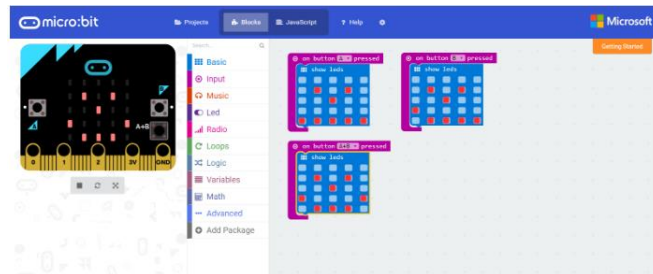 micro:bit
Projects
Blocks
JavaScript
? Help
Microsoft
Getting Started
Search...
Basic
Input
Music
Led
Radio
Loops
Logic
Variables
Math
Advanced
Add Package
A+B
0 1 2 3V GND
on button A pressed
show leds
on button B pressed
show leds
on button A+B pressed
show leds